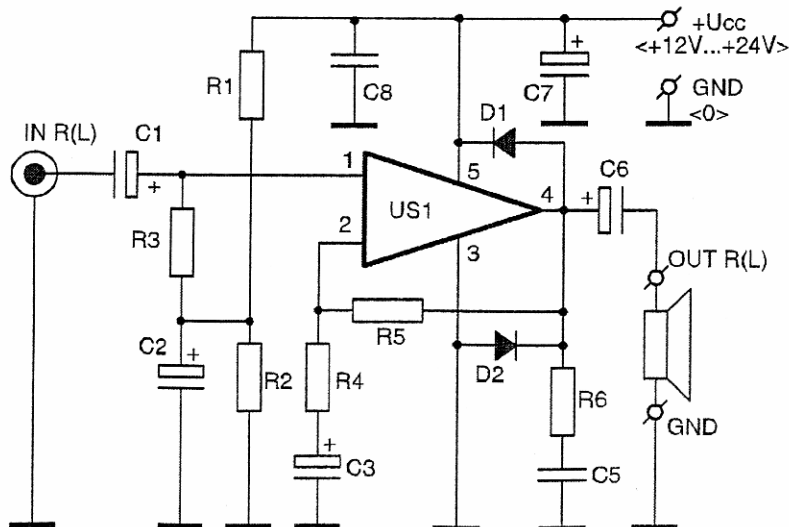 +Ucc
<+12V...+24V>
R1
C8
C7
+
GND
<0>
D1
IN R(L)
C1
+
1
5
4
C6
+
US1
R3
2
3
OUT R(L)
R5
C2
+
R2
R4
D2
R6
GND
+
C3
C5